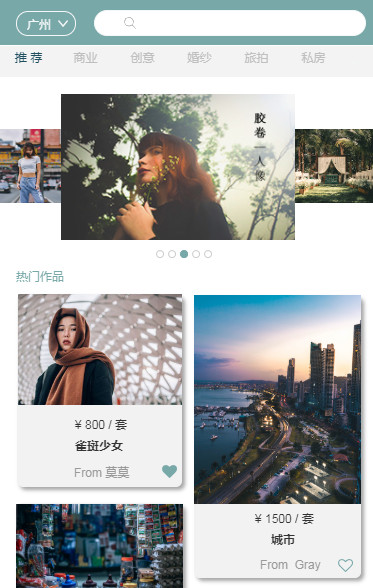 广州
推 荐 商业 创意 婚纱 旅拍 私房
胶卷｜人像
热门作品
¥ 800 / 套
雀斑少女
From 莫莫
¥ 1500 / 套
城市
From Gray